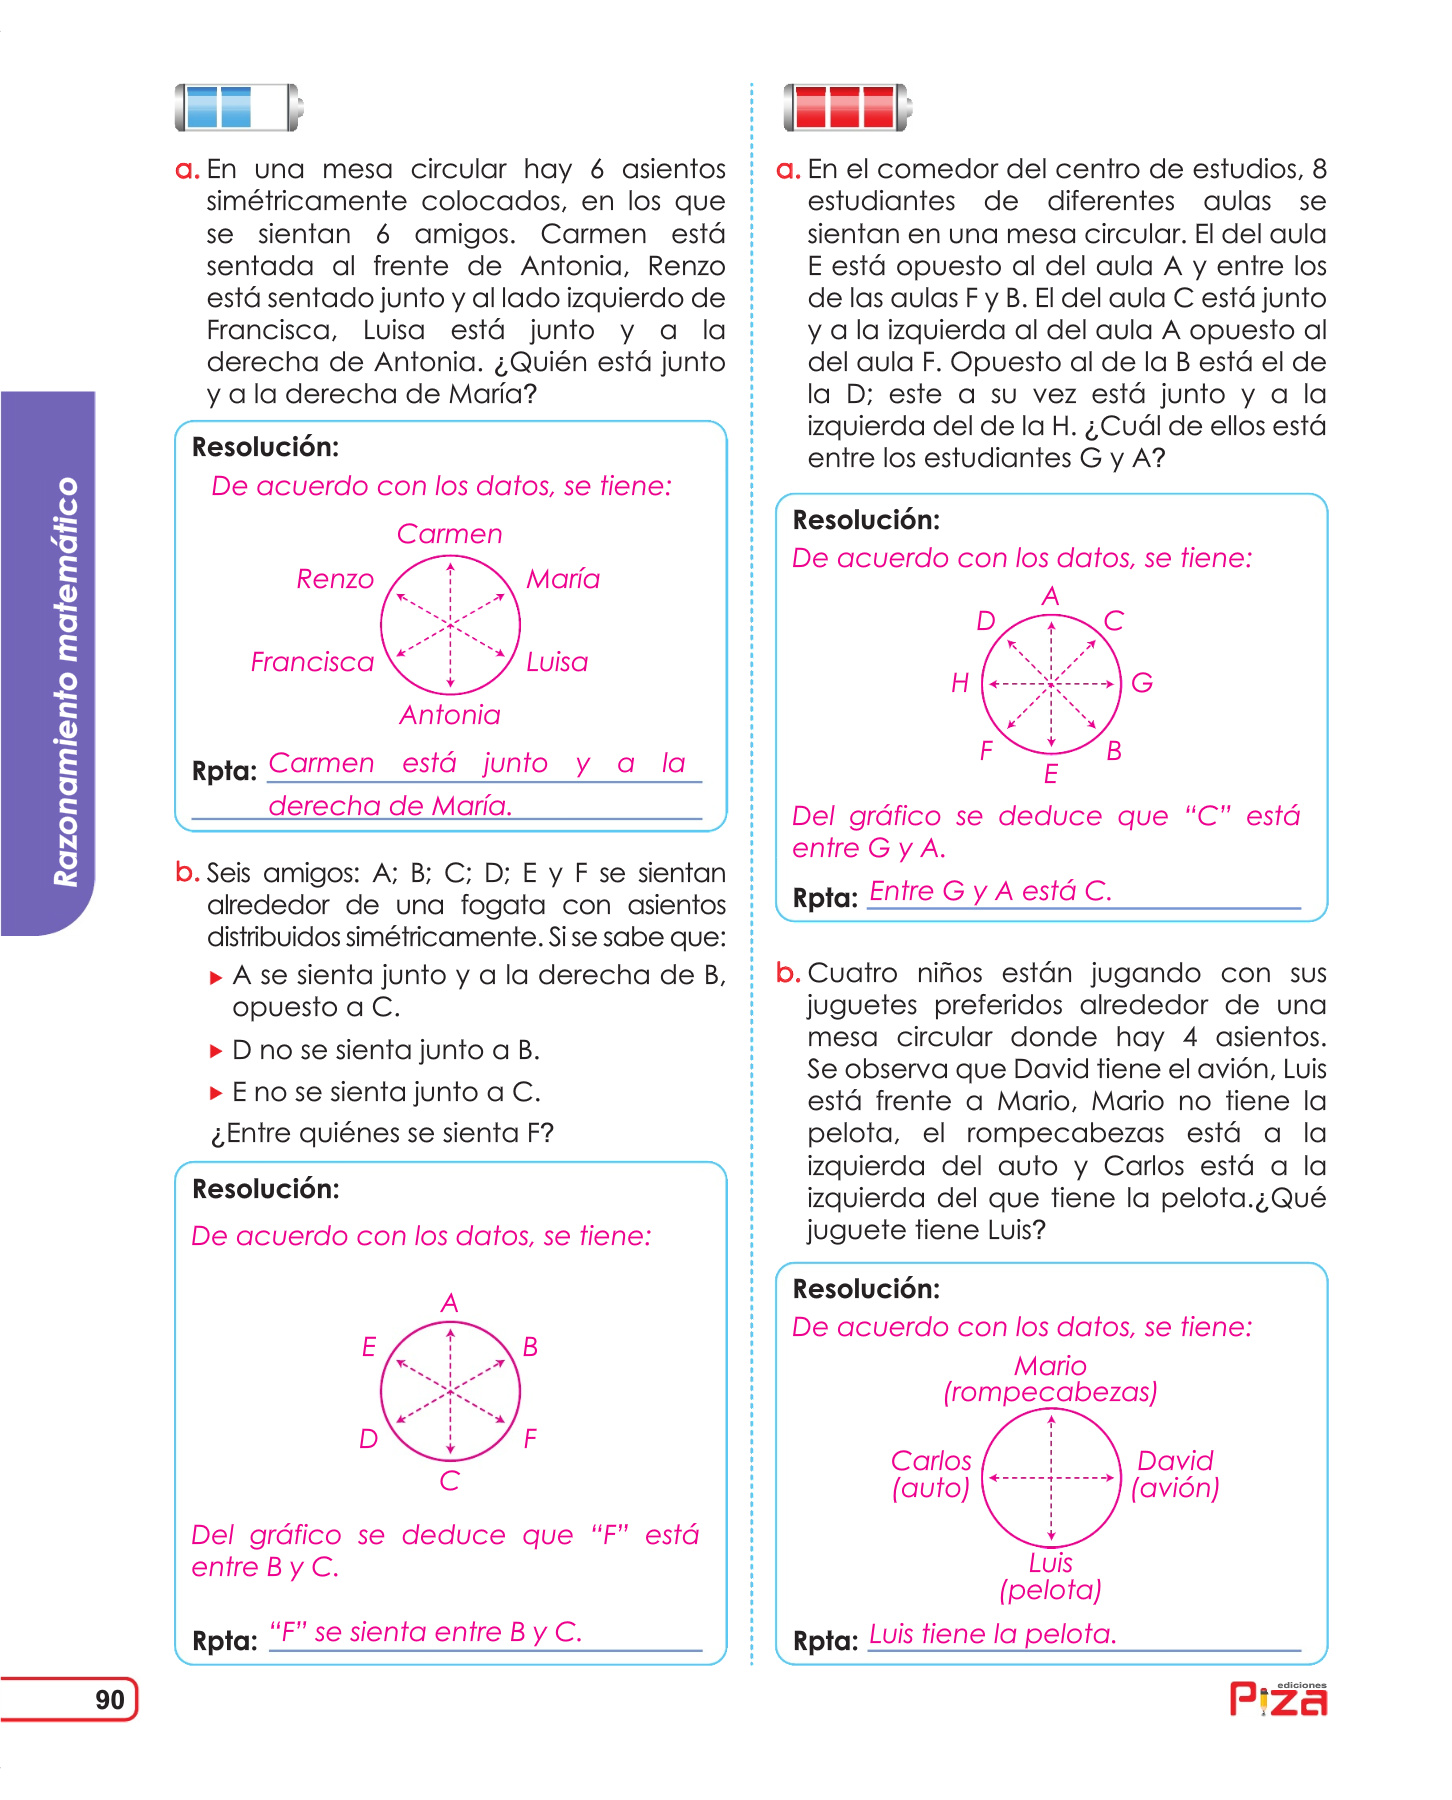 a. En una mesa circular hay 6 asientos
simétricamente colocados, en los que
se sientan 6 amigos. Carmen está
sentada al frente de Antonia, Renzo
está sentado junto y al lado izquierdo de
Francisca, Luisa está junto y a la
derecha de Antonia. ¿Quién está junto
y a la derecha de María?
Resolución:
De acuerdo con los datos, se tiene:
Carmen
Renzo
María
Francisca
Luisa
Antonia
Rpta: Carmen está junto y a la
derecha de María.
b. Seis amigos: A; B; C; D; E y F se sientan
alrededor de una fogata con asientos
distribuidos simétricamente. Si se sabe que:
A se sienta junto y a la derecha de B,
opuesto a C.
D no se sienta junto a B.
E no se sienta junto a C.
¿Entre quiénes se sienta F?
Resolución:
De acuerdo con los datos, se tiene:
A
E
B
D
F
C
Del gráfico se deduce que “F” está
entre B y C.
Rpta: “F” se sienta entre B y C.
a. En el comedor del centro de estudios, 8
estudiantes de diferentes aulas se
sientan en una mesa circular. El del aula
E está opuesto al del aula A y entre los
de las aulas F y B. El del aula C está junto
y a la izquierda al del aula A opuesto al
del aula F. Opuesto al de la B está el de
la D; este a su vez está junto y a la
izquierda del de la H. ¿Cuál de ellos está
entre los estudiantes G y A?
Resolución:
De acuerdo con los datos, se tiene:
A
D
C
H
G
F
B
E
Del gráfico se deduce que “C” está
entre G y A.
Rpta: Entre G y A está C.
b. Cuatro niños están jugando con sus
juguetes preferidos alrededor de una
mesa circular donde hay 4 asientos.
Se observa que David tiene el avión, Luis
está frente a Mario, Mario no tiene la
pelota, el rompecabezas está a la
izquierda del auto y Carlos está a la
izquierda del que tiene la pelota.¿Qué
juguete tiene Luis?
Resolución:
De acuerdo con los datos, se tiene:
Mario
(rompecabezas)
Carlos
(auto)
David
(avión)
Luis
(pelota)
Rpta: Luis tiene la pelota.
Razonamiento matemático
90
ediciones
Piza